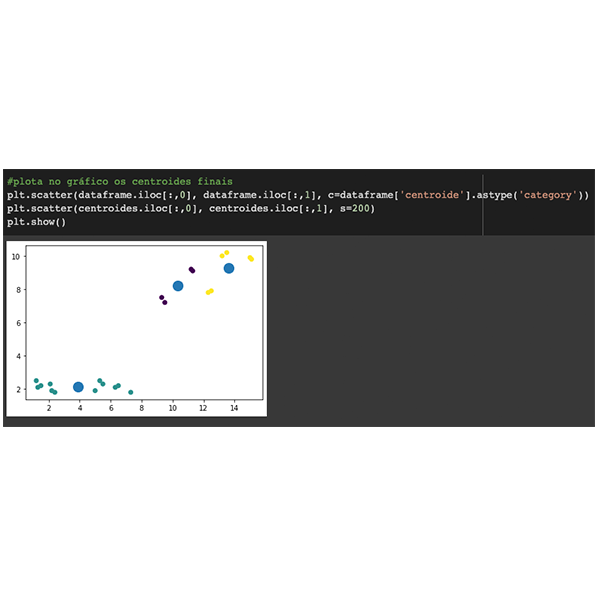 #plota no gráfico os centroides finais
plt.scatter(dataframe.iloc[:,0], dataframe.iloc[:,1], c=dataframe['centroide'].astype('category'))
plt.scatter(centroides.iloc[:,0], centroides.iloc[:,1], s=200)
plt.show()
10
8
6
4
2
2 4 6 8 10 12 14